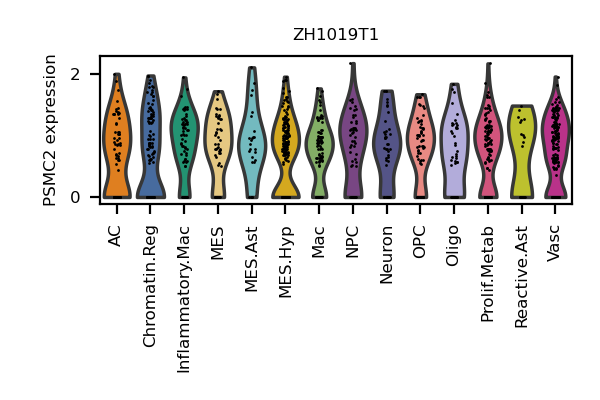 ZH1019T1
PSMC2 expression
2
0
AC
Chromatin.Reg
Inflammatory.Mac
MES
MES.Ast
MES.Hyp
Mac
NPC
Neuron
OPC
Oligo
Prolif.Metab
Reactive.Ast
Vasc